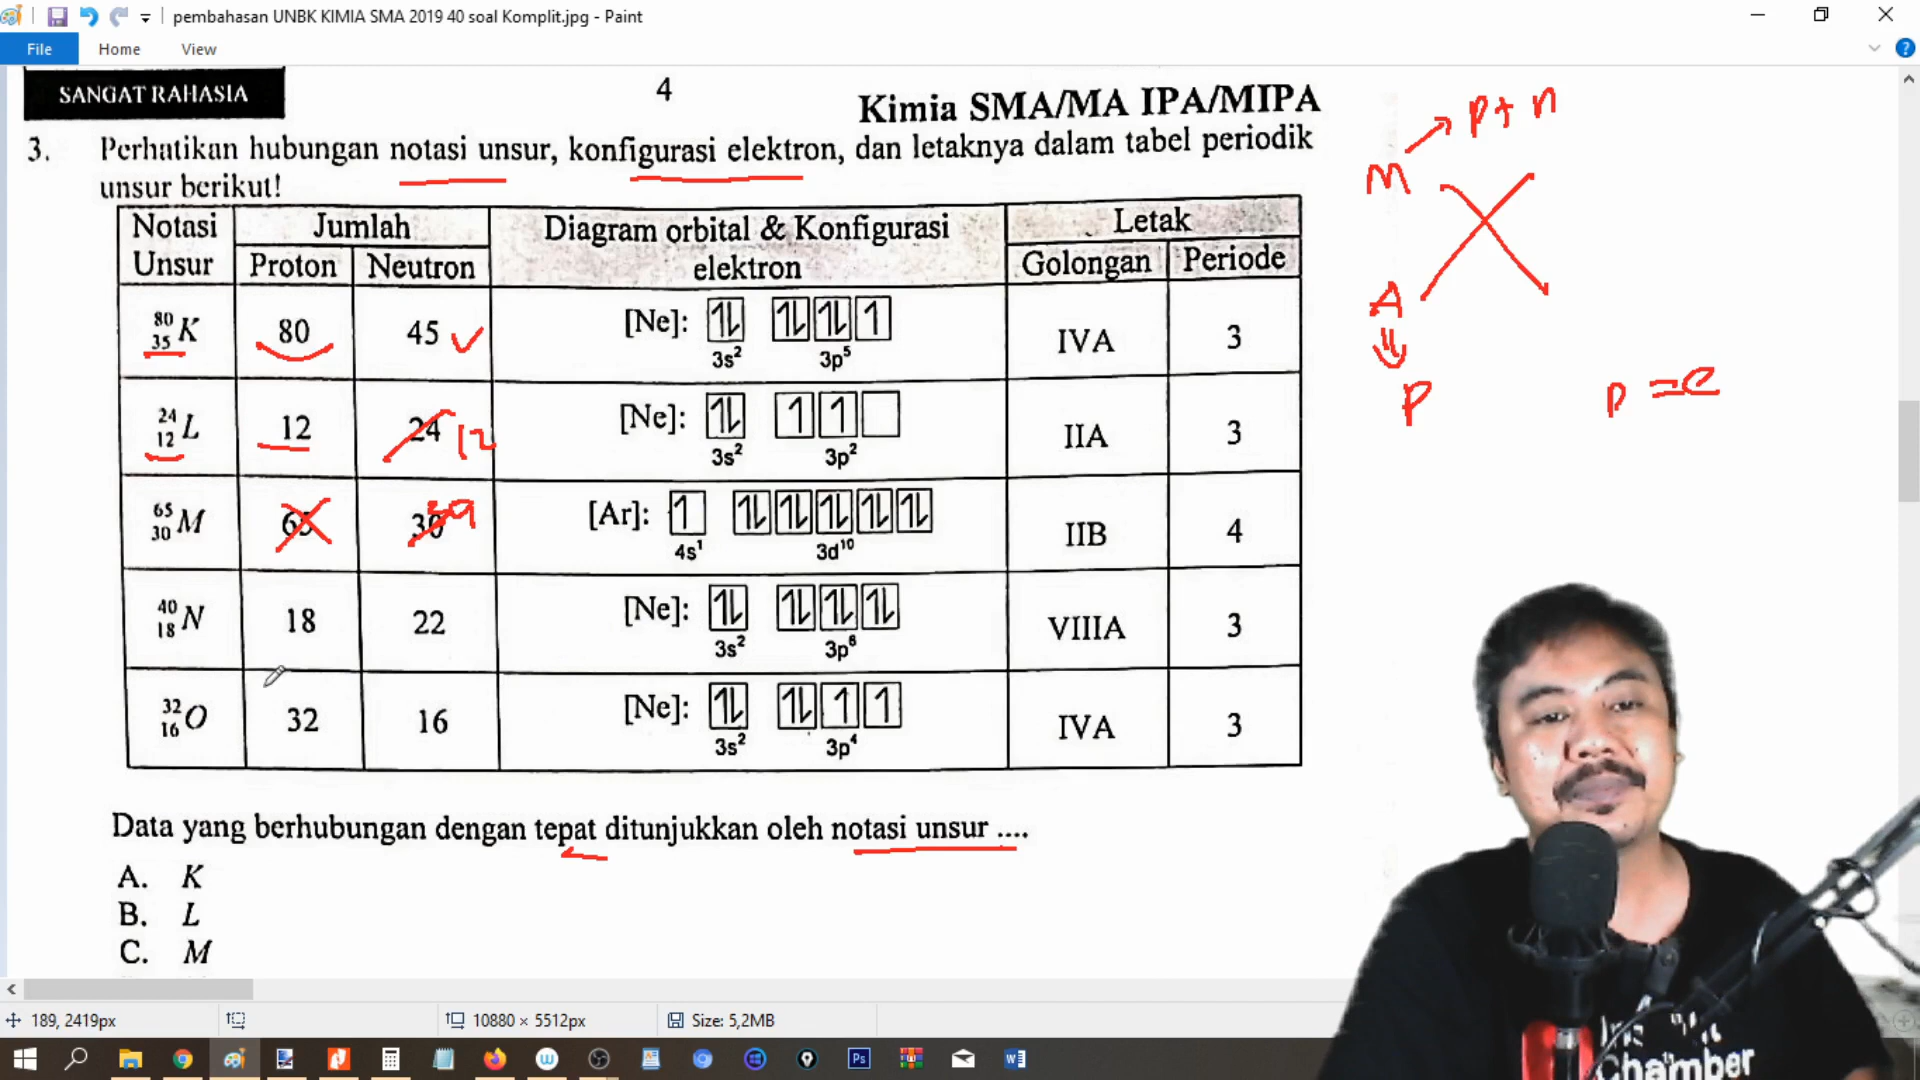 pembahasan UNBK KIMIA SMA 2019 40 soal Komplit.jpg - Paint
File Home View
SANGAT RAHASIA 4 Kimia SMA/MA IPA/MIPA
3. Perhatikan hubungan notasi unsur, konfigurasi elektron, dan letaknya dalam tabel periodik
unsur berikut!
Notasi Unsur Jumlah Diagram orbital & Konfigurasi elektron Letak
Proton Neutron Golongan Periode
80 35 K 80 45 ✓ [Ne]: 3s² 3p⁵ IVA 3
24 12 L 12 24 12 [Ne]: 3s² 3p² IIA 3
65 30 M 65 30 [Ar]: 4s¹ 3d¹⁰ IIB 4
40 18 N 18 22 [Ne]: 3s² 3p⁶ VIIIA 3
32 16 O 32 16 [Ne]: 3s² 3p⁴ IVA 3
Data yang berhubungan dengan tepat ditunjukkan oleh notasi unsur ....
A. K
B. L
C. M
p + n
M
A
P
p = e
189, 2419px 10880 × 5512px Size: 5,2MB
Ps
Chamber